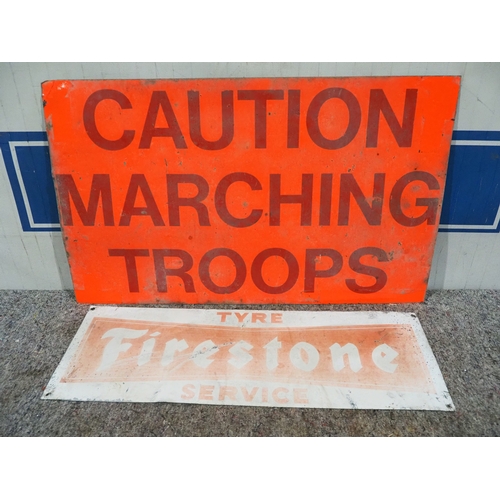 CAUTION
MARCHING
TROOPS
TYRE
Firestone
SERVICE